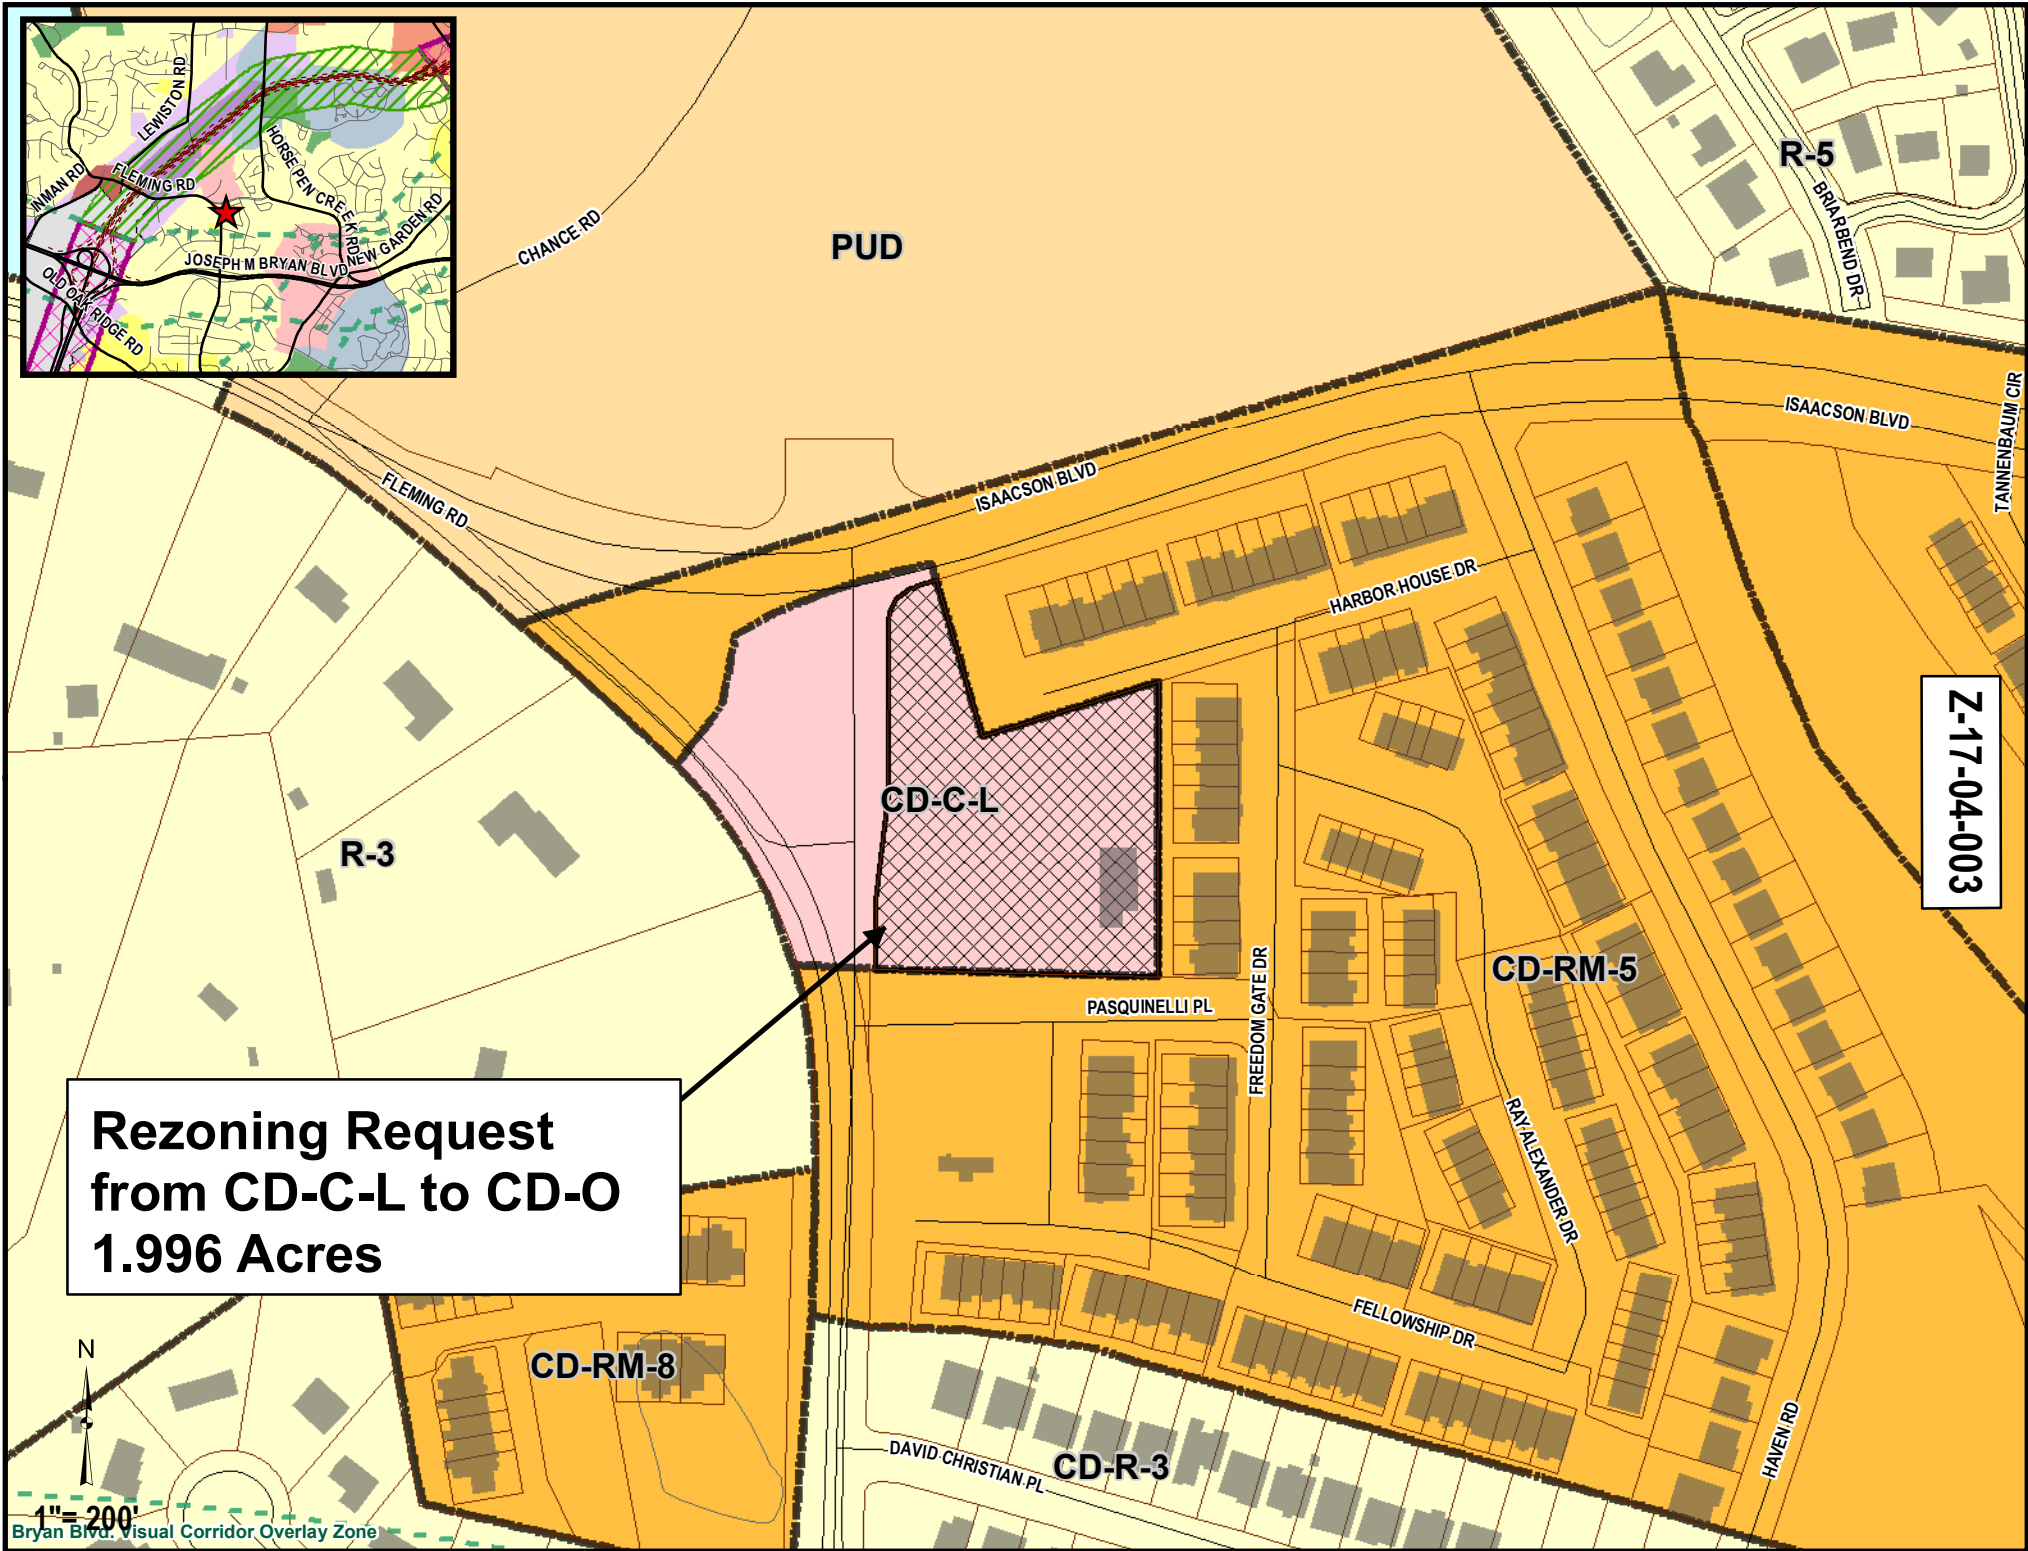 LEWISTON RD
INMAN RD
FLEMING RD
HORSE PEN CREEK RD
NEW GARDEN RD
JOSEPH M BRYAN BLVD
OLD OAK RIDGE RD
CHANCE RD
PUD
R-5
BRIARBEND DR
ISAACSON BLVD
TANNENBAUM CIR
FLEMING RD
ISAACSON BLVD
HARBOR HOUSE DR
Z-17-04-003
CD-C-L
R-3
CD-RM-5
PASQUINELLI PL
FREEDOM GATE DR
RAY ALEXANDER DR
Rezoning Request
from CD-C-L to CD-O
1.996 Acres
FELLOWSHIP DR
CD-RM-8
HAVEN RD
DAVID CHRISTIAN PL
CD-R-3
N
1"= 200'
Bryan Blvd. Visual Corridor Overlay Zone